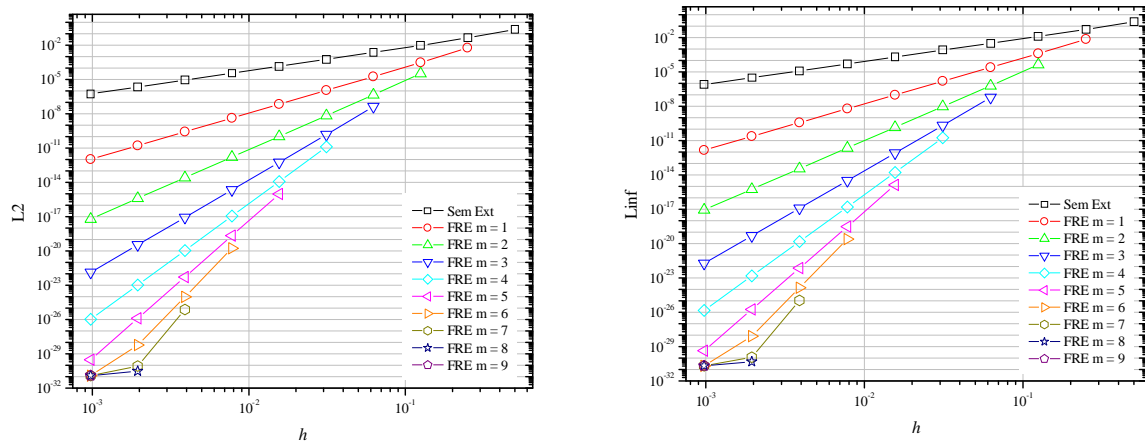 10^-2
10^-5
10^-8
10^-11
10^-14
10^-17
10^-20
10^-23
10^-26
10^-29
10^-32
L2
10^-3
10^-2
10^-1
h
Sem Ext
FRE m = 1
FRE m = 2
FRE m = 3
FRE m = 4
FRE m = 5
FRE m = 6
FRE m = 7
FRE m = 8
FRE m = 9
10^-2
10^-5
10^-8
10^-11
10^-14
10^-17
10^-20
10^-23
10^-26
10^-29
10^-32
Linf
10^-3
10^-2
10^-1
h
Sem Ext
FRE m = 1
FRE m = 2
FRE m = 3
FRE m = 4
FRE m = 5
FRE m = 6
FRE m = 7
FRE m = 8
FRE m = 9